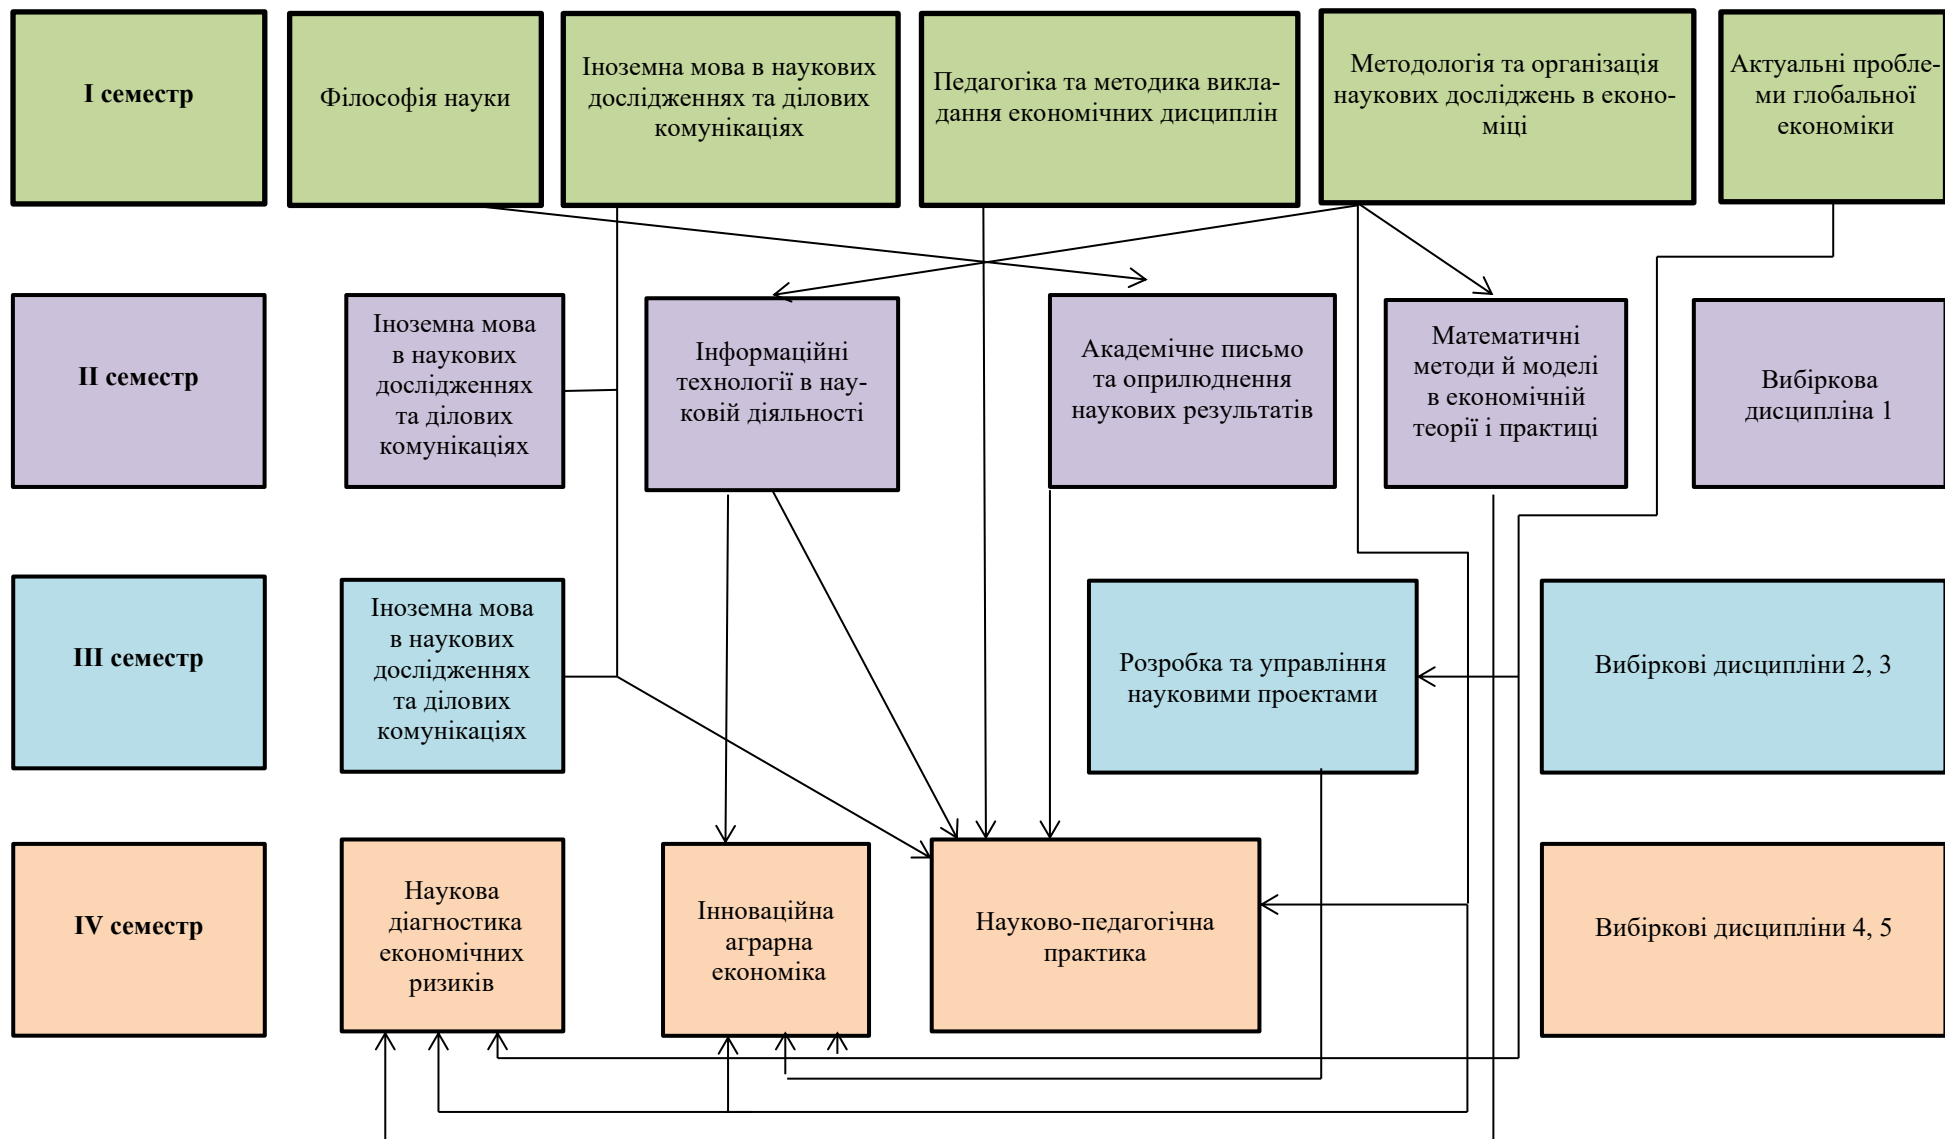 I семестр
Філософія науки
Іноземна мова в наукових
дослідженнях та ділових
комунікаціях
Педагогіка та методика викла-
дання економічних дисциплін
Методологія та організація
наукових досліджень в еконо-
міці
Актуальні пробле-
ми глобальної
економіки
II семестр
Іноземна мова
в наукових
дослідженнях
та ділових
комунікаціях
Інформаційні
технології в нау-
ковій діяльності
Академічне письмо
та оприлюднення
наукових результатів
Математичні
методи й моделі
в економічній
теорії і практиці
Вибіркова
дисципліна 1
III семестр
Іноземна мова
в наукових
дослідженнях
та ділових
комунікаціях
Розробка та управління
науковими проектами
Вибіркові дисципліни 2, 3
IV семестр
Наукова
діагностика
економічних
ризиків
Інноваційна
аграрна
економіка
Науково-педагогічна
практика
Вибіркові дисципліни 4, 5